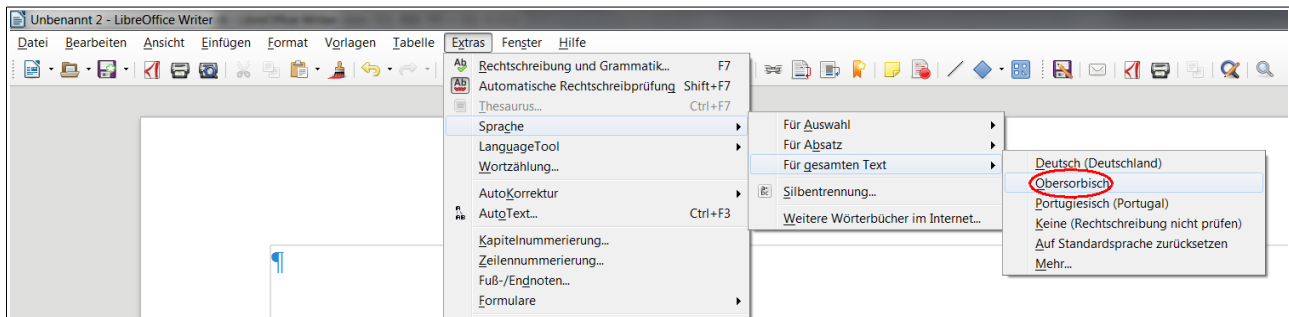 Unbenannt 2 - LibreOffice Writer
Datei Bearbeiten Ansicht Einfügen Format Vorlagen Tabelle Extras Fenster Hilfe
Rechtschreibung und Grammatik... F7
Automatische Rechtschreibprüfung Shift+F7
Thesaurus... Ctrl+F7
Sprache
LanguageTool
Wortzählung...
AutoKorrektur
AutoText... Ctrl+F3
Kapitelnummerierung...
Zeilennummerierung...
Fuß-/Endnoten...
Formulare
Für Auswahl
Für Absatz
Für gesamten Text
Silbentrennung...
Weitere Wörterbücher im Internet...
Deutsch (Deutschland)
Obersorbisch
Portugiesisch (Portugal)
Keine (Rechtschreibung nicht prüfen)
Auf Standardsprache zurücksetzen
Mehr...
¶